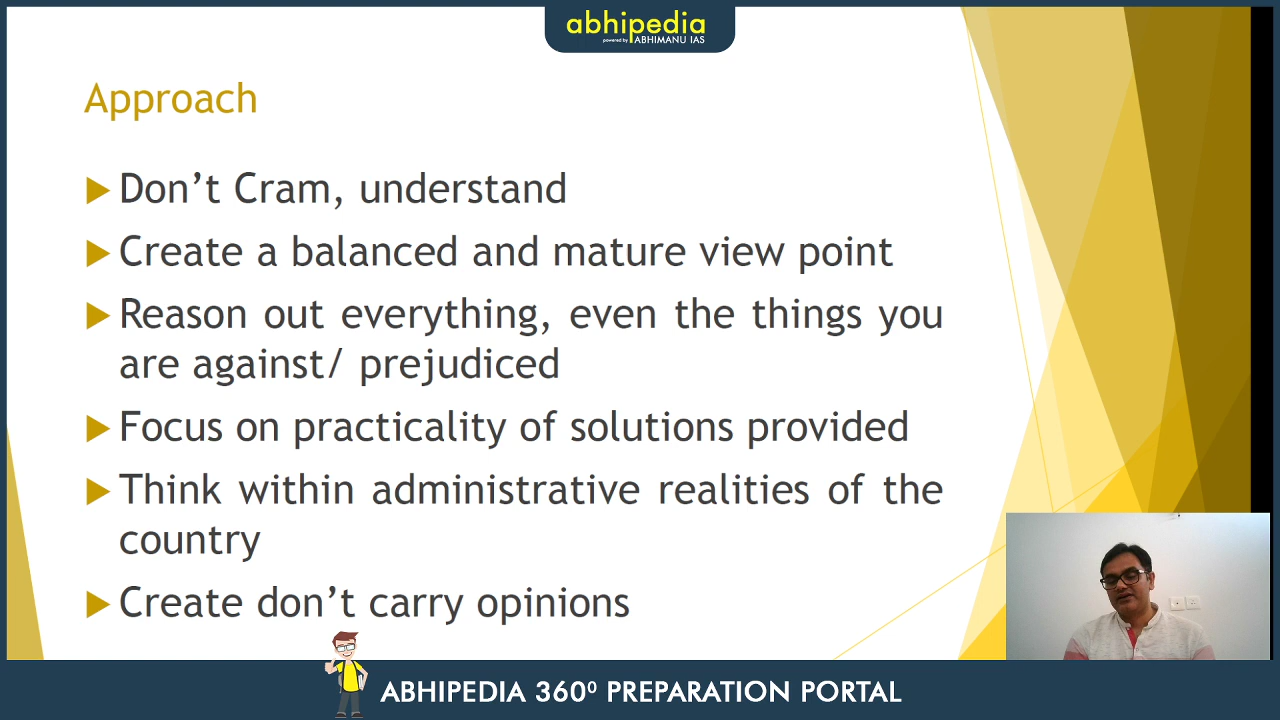 abhipedia
powered by ABHIMANU IAS
Approach
Don’t Cram, understand
Create a balanced and mature view point
Reason out everything, even the things you
are against/ prejudiced
Focus on practicality of solutions provided
Think within administrative realities of the
country
Create don’t carry opinions
ABHIPEDIA 360⁰ PREPARATION PORTAL